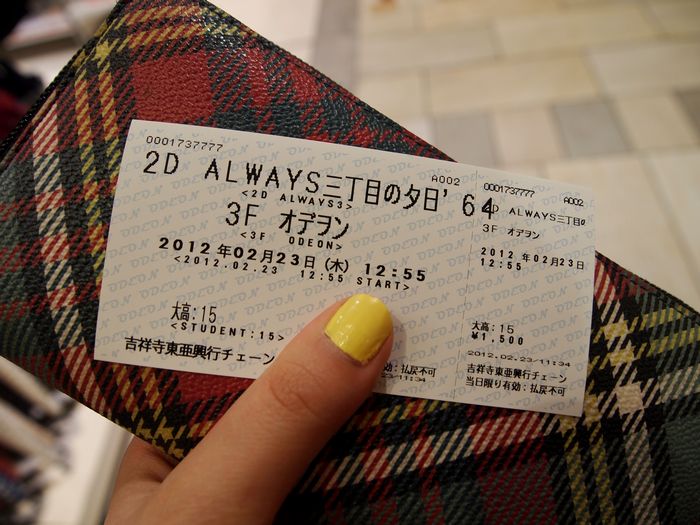 0001737777
A002
2D ALWAYS三丁目の夕日'64
<2D ALWAYS3>
3F オデヲン
<3F ODEON>
2012年02月23日(木) 12:55
<2012.02.23 12:55 START>
大高:15
<STUDENT:15>
吉祥寺東亜興行チェーン
効:払戻不可
11:34
0001737777
A002
2D ALWAYS三丁目の
3F オデヲン
2012年02月23日
12:55
大高:15
¥1,500
2012.02.23/11:34
吉祥寺東亜興行チェーン
当日限り有効:払戻不可